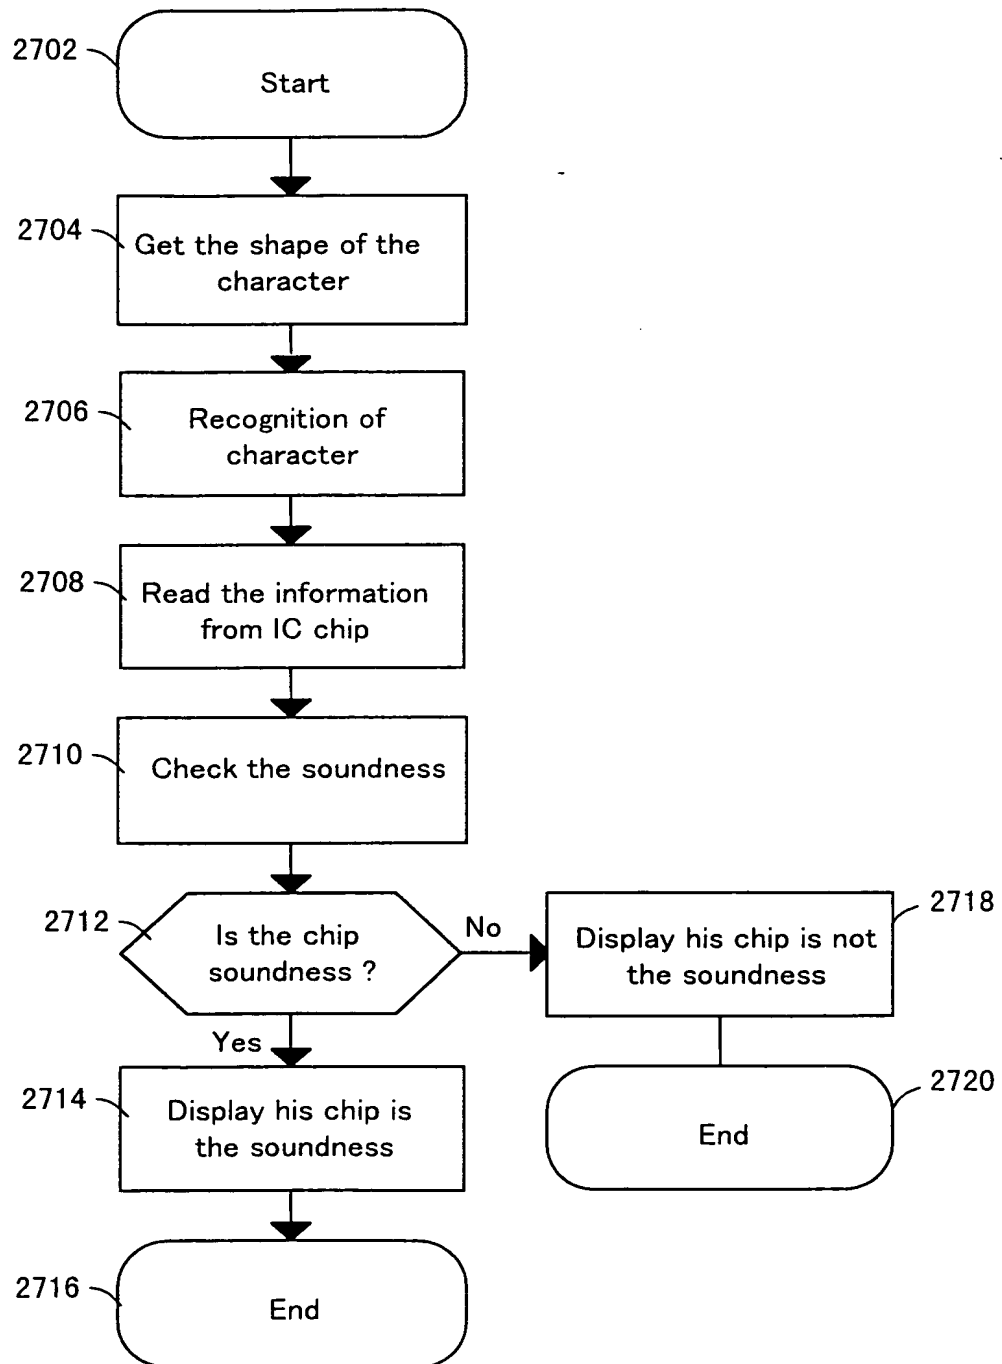 2702
Start
2704
Get the shape of the
character
2706
Recognition of
character
2708
Read the information
from IC chip
2710
Check the soundness
2712
Is the chip
soundness ?
No
2718
Display his chip is not
the soundness
Yes
2714
Display his chip is
the soundness
2720
End
2716
End